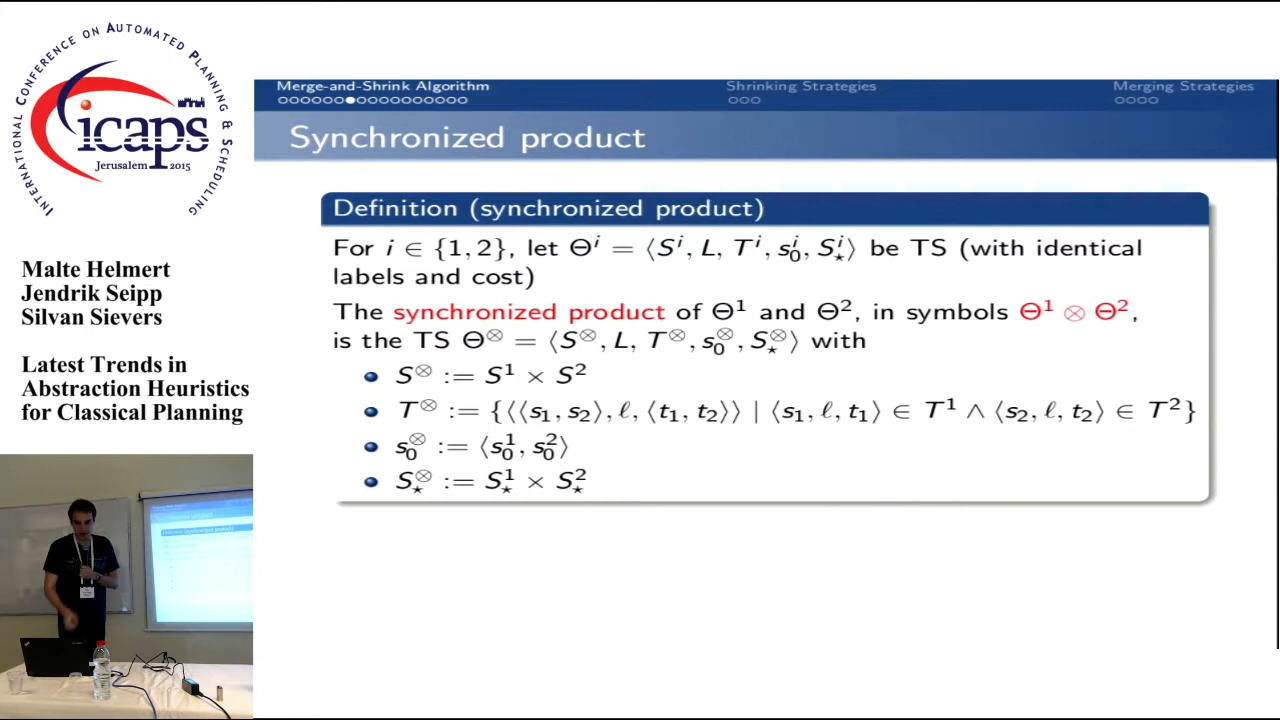 INTERNATIONAL CONFERENCE ON AUTOMATED PLANNING & SCHEDULING
icaps
Jerusalem 2015
Malte Helmert
Jendrik Seipp
Silvan Sievers
Latest Trends in
Abstraction Heuristics
for Classical Planning
Merge-and-Shrink Algorithm Shrinking Strategies Merging Strategies
Synchronized product
Definition (synchronized product)
For i ∈ {1, 2}, let Θ^i = ⟨S^i, L, T^i, s_0^i, S_⋆^i⟩ be TS (with identical
labels and cost)
The synchronized product of Θ^1 and Θ^2, in symbols Θ^1 ⊗ Θ^2,
is the TS Θ^⊗ = ⟨S^⊗, L, T^⊗, s_0^⊗, S_⋆^⊗⟩ with
• S^⊗ := S^1 × S^2
• T^⊗ := {⟨⟨s_1, s_2⟩, ℓ, ⟨t_1, t_2⟩⟩ | ⟨s_1, ℓ, t_1⟩ ∈ T^1 ∧ ⟨s_2, ℓ, t_2⟩ ∈ T^2}
• s_0^⊗ := ⟨s_0^1, s_0^2⟩
• S_⋆^⊗ := S_⋆^1 × S_⋆^2